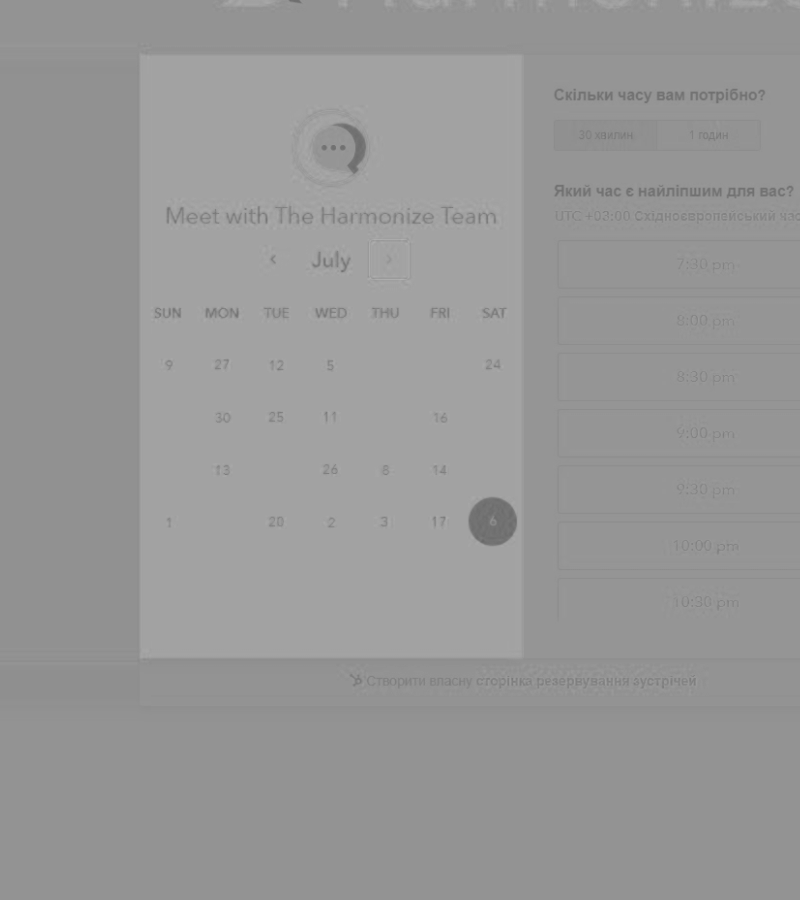 Meet with The Harmonize Team
July
SUN MON TUE WED THU FRI SAT
9 27 12 5 24
30 25 11 16
13 26 8 14
1 20 2 3 17 6
Скільки часу вам потрібно?
30 хвилин 1 годин
Який час є найліпшим для вас?
UTC +03:00 Східноєвропейський час
7:30 pm
8:00 pm
8:30 pm
9:00 pm
9:30 pm
10:00 pm
10:30 pm
Створити власну сторінка резервування зустрічей